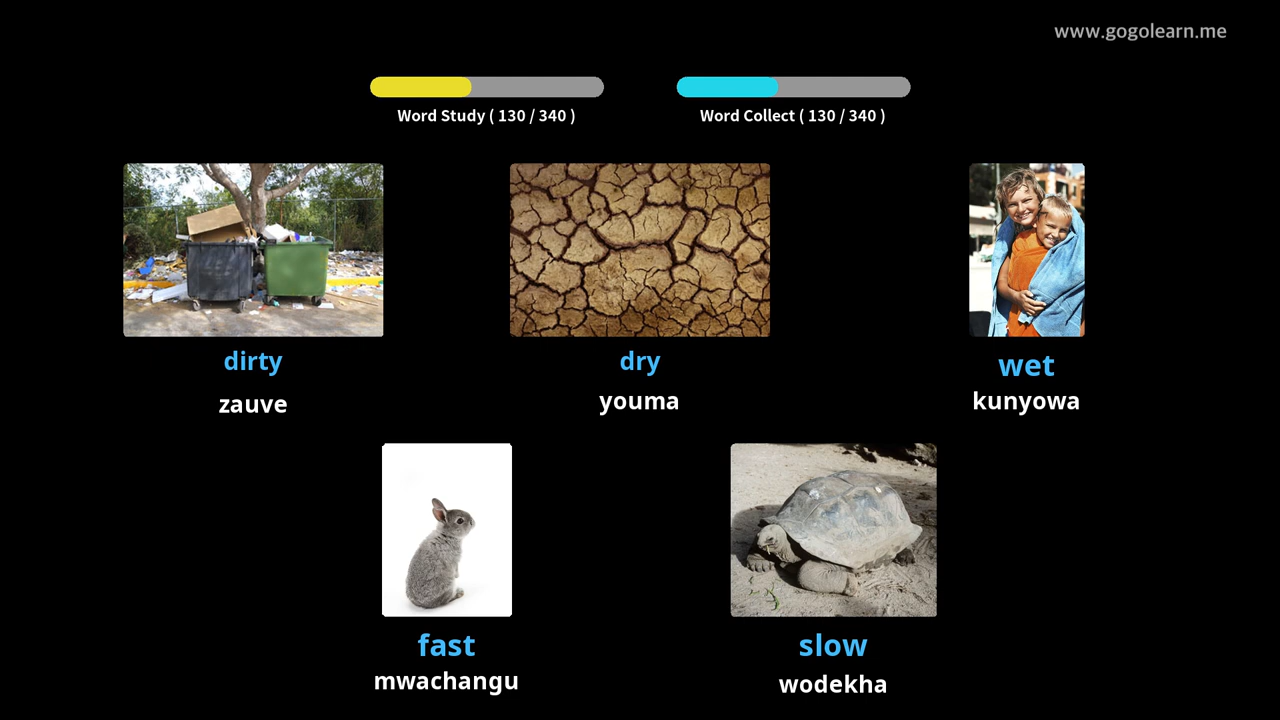 www.gogolearn.me
Word Study ( 130 / 340 )
Word Collect ( 130 / 340 )
dirty
zauve
dry
youma
wet
kunyowa
fast
mwachangu
slow
wodekha